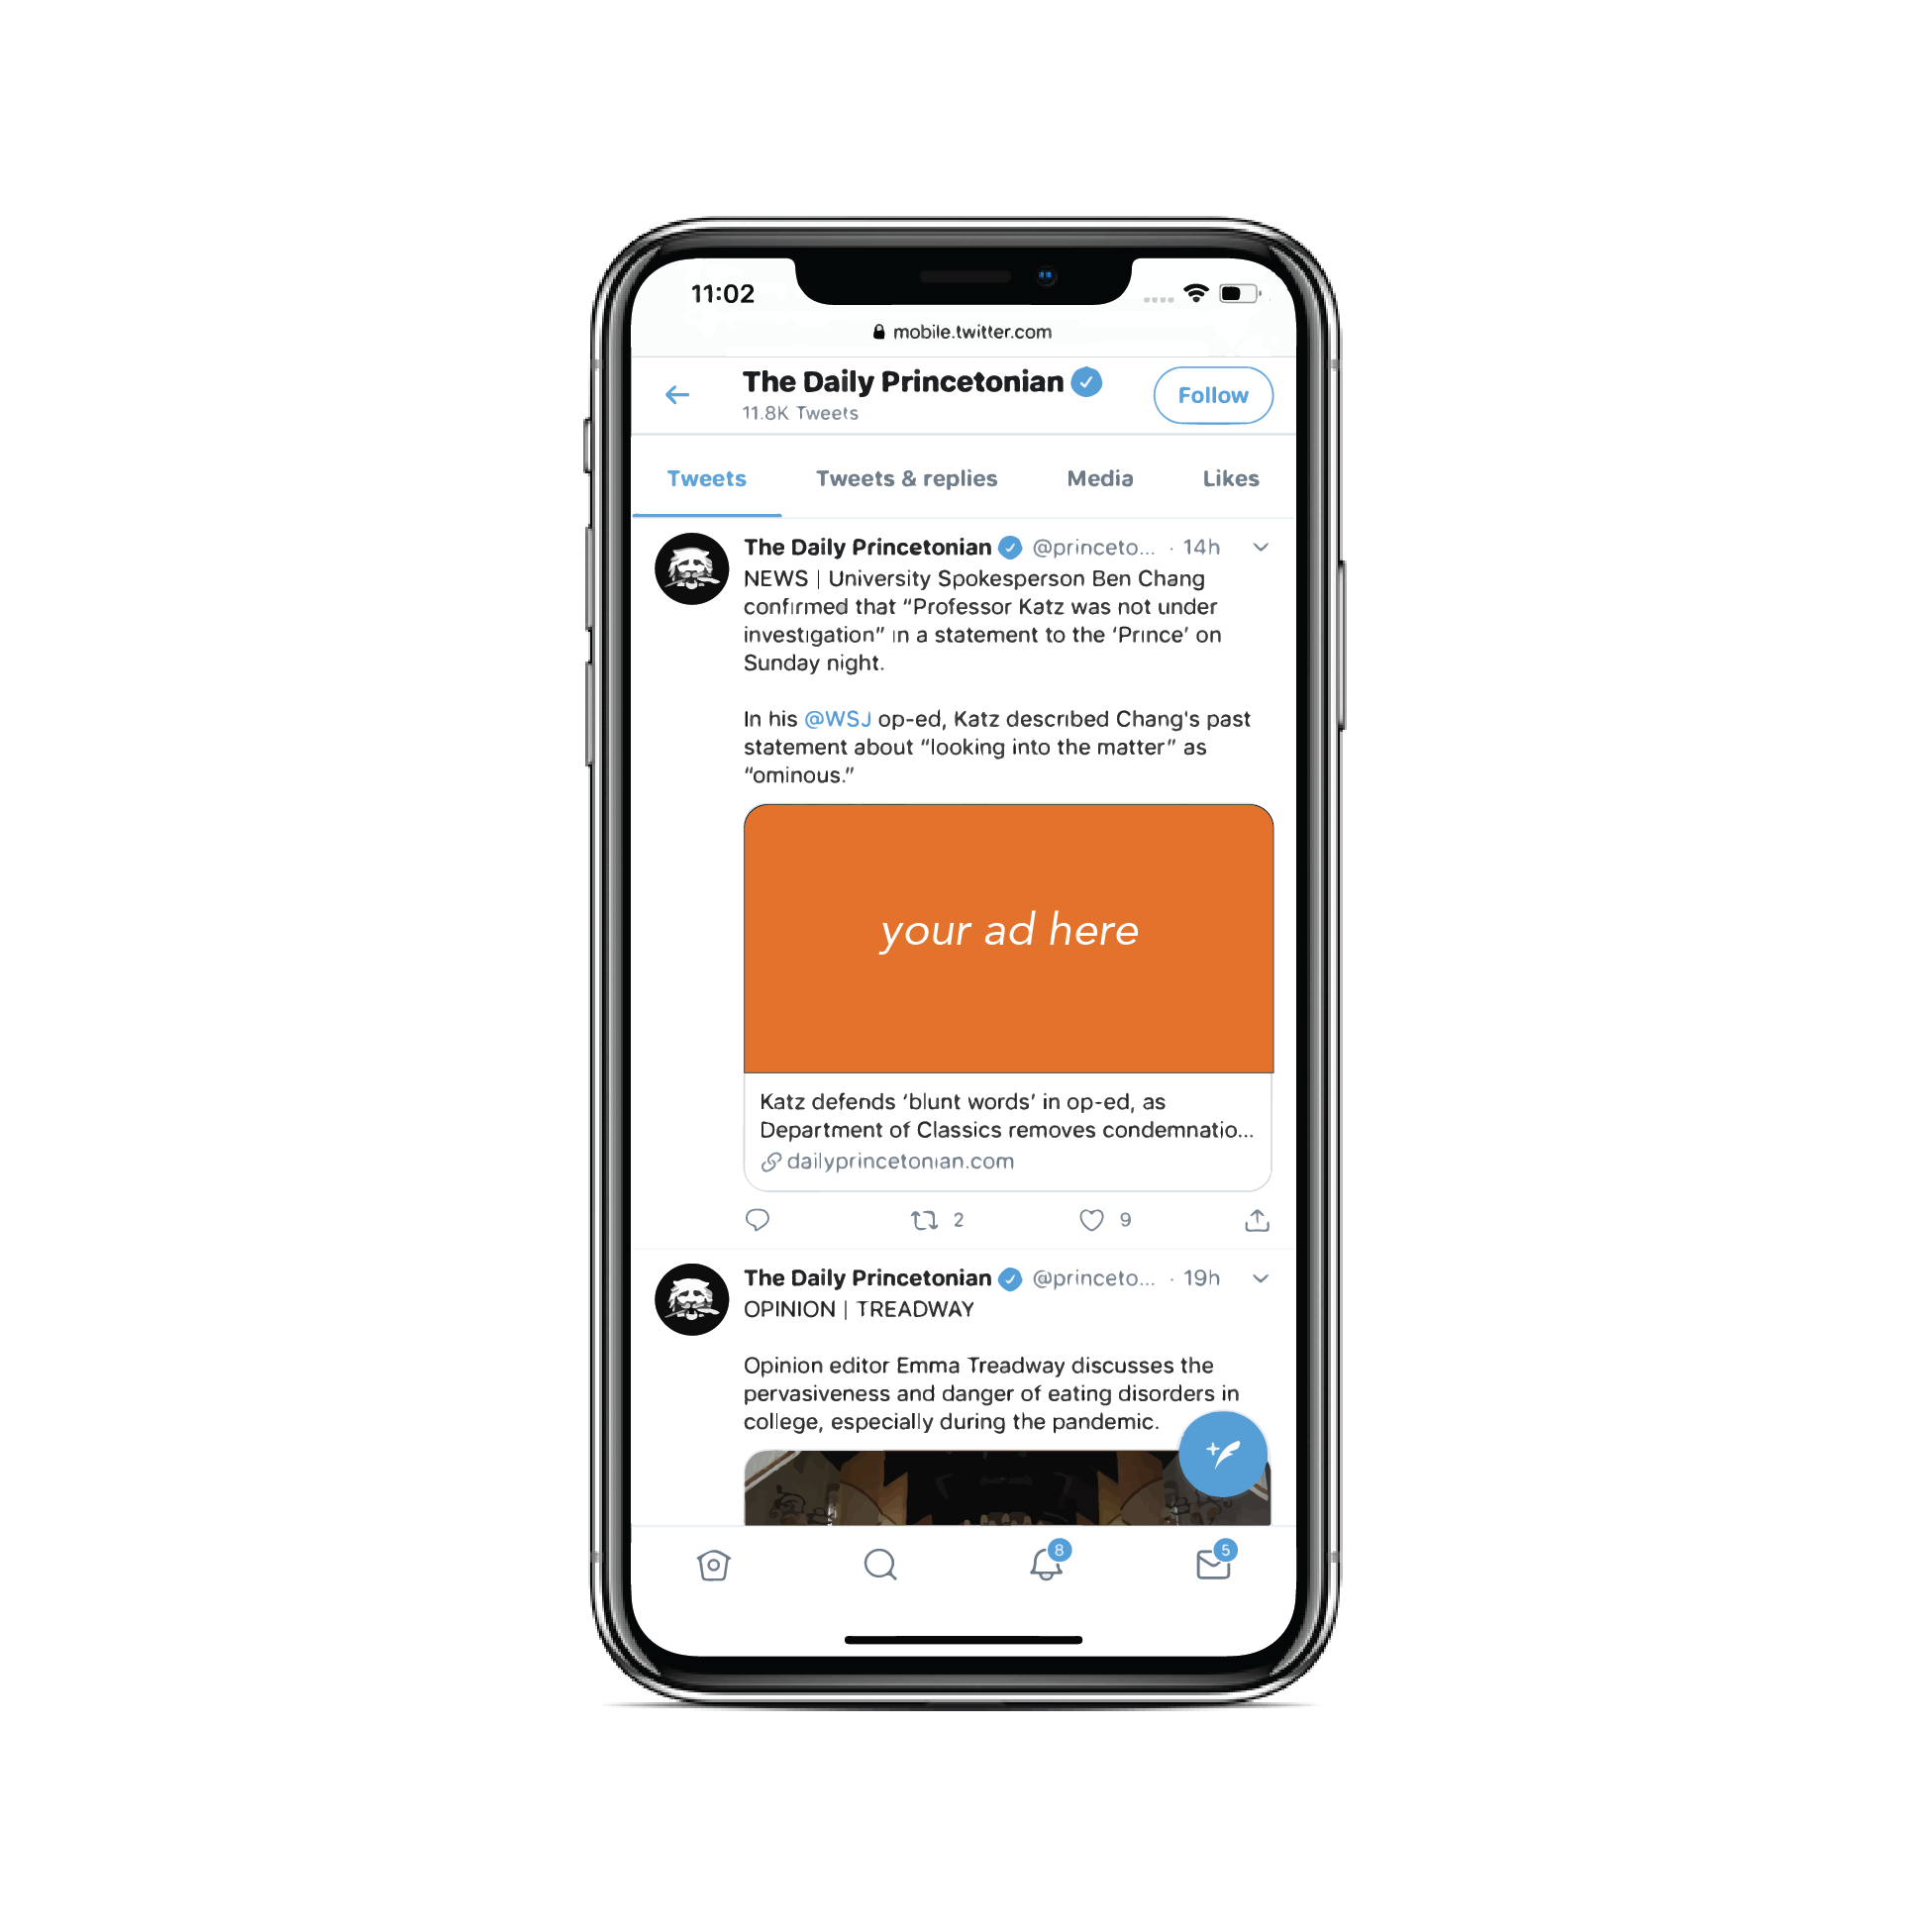 11:02
mobile.twitter.com
The Daily Princetonian
11.8K Tweets
Follow
Tweets Tweets & replies Media Likes
The Daily Princetonian @princeto... · 14h
NEWS | University Spokesperson Ben Chang
confirmed that “Professor Katz was not under
investigation” in a statement to the ‘Prince’ on
Sunday night.
In his @WSJ op-ed, Katz described Chang's past
statement about “looking into the matter” as
“ominous.”
your ad here
Katz defends ‘blunt words’ in op-ed, as
Department of Classics removes condemnatio...
dailyprincetonian.com
2 9
The Daily Princetonian @princeto... · 19h
OPINION | TREADWAY
Opinion editor Emma Treadway discusses the
pervasiveness and danger of eating disorders in
college, especially during the pandemic.
8 5